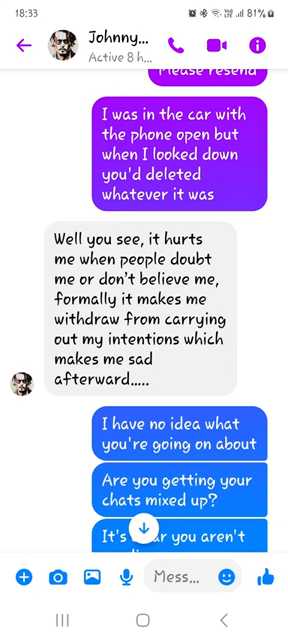 18:33
81%
Johnny...
Active 8 h...
Please resend
I was in the car with
the phone open but
when I looked down
you'd deleted
whatever it was
Well you see, it hurts
me when people doubt
me or don't believe me,
formally it makes me
withdraw from carrying
out my intentions which
makes me sad
afterward.....
I have no idea what
you're going on about
Are you getting your
chats mixed up?
It's you aren't
Mess...